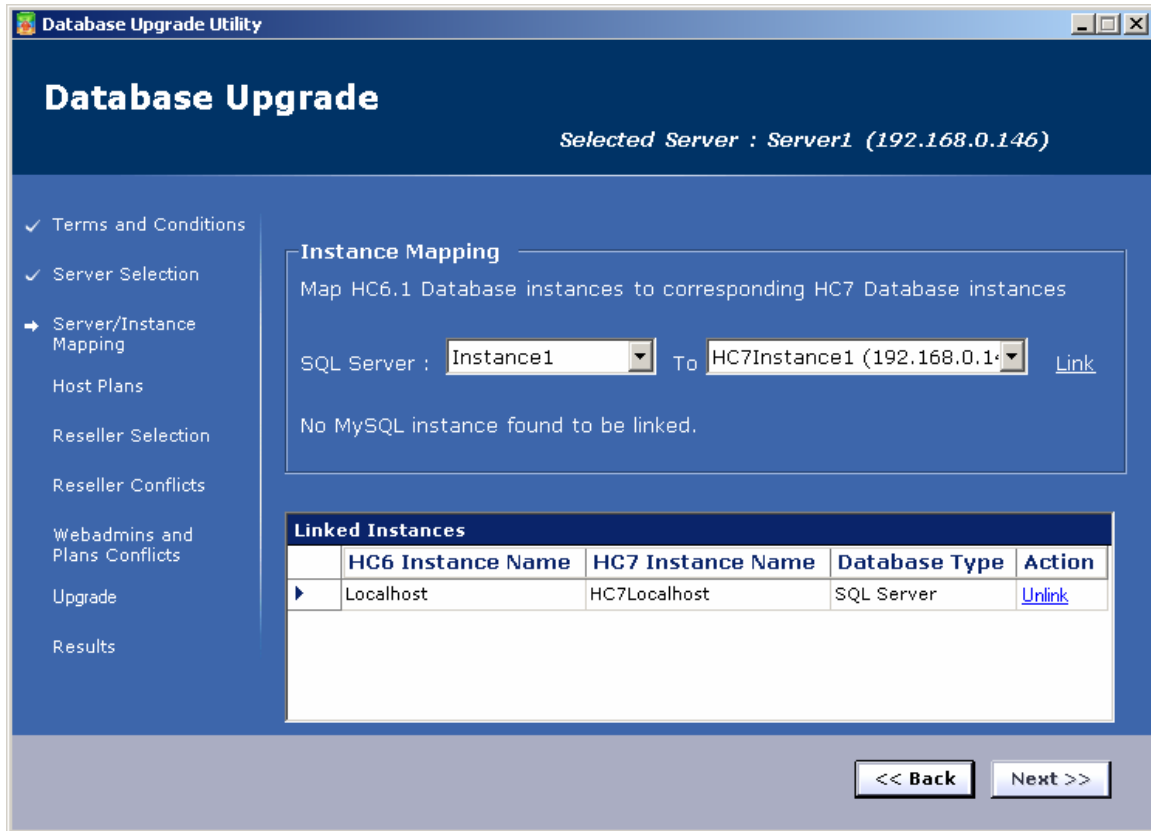 Database Upgrade Utility
Database Upgrade
Selected Server : Server1 (192.168.0.146)
Terms and Conditions
Server Selection
Server/Instance
Mapping
Host Plans
Reseller Selection
Reseller Conflicts
Webadmins and
Plans Conflicts
Upgrade
Results
Instance Mapping
Map HC6.1 Database instances to corresponding HC7 Database instances
SQL Server : Instance1 To HC7Instance1 (192.168.0.14 Link
No MySQL instance found to be linked.
Linked Instances
HC6 Instance Name HC7 Instance Name Database Type Action
Localhost HC7Localhost SQL Server Unlink
<< Back Next >>